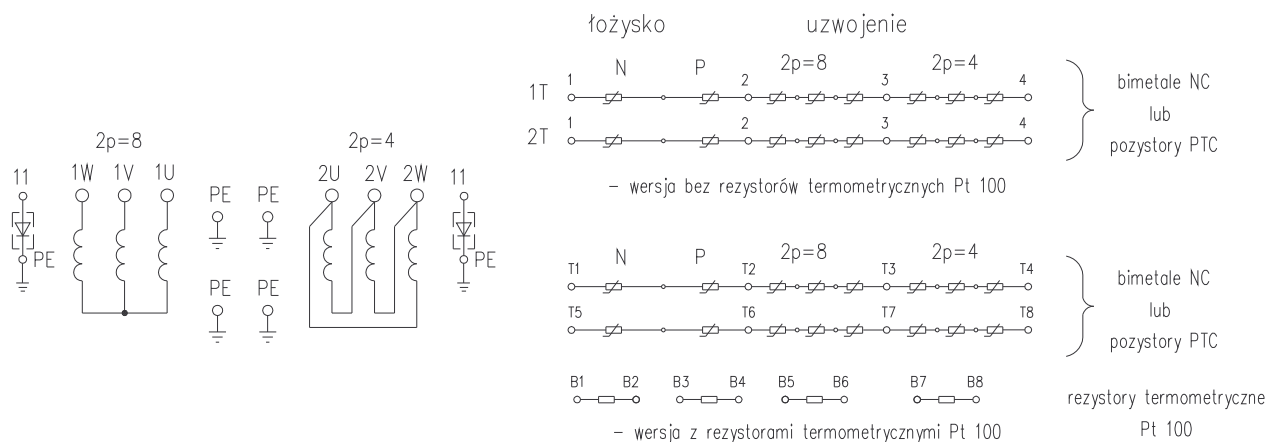 2p=8
2p=4
11 1W 1V 1U PE PE 2U 2V 2W 11
PE PE
PE PE
łożysko uzwojenie
N P 2p=8 2p=4
1T 1 2 3 4
2T 1 2 3 4
bimetale NC
lub
pozystory PTC
– wersja bez rezystorów termometrycznych Pt 100
N P 2p=8 2p=4
T1 T2 T3 T4
T5 T6 T7 T8
bimetale NC
lub
pozystory PTC
B1 B2 B3 B4 B5 B6 B7 B8
rezystory termometryczne
Pt 100
– wersja z rezystorami termometrycznymi Pt 100